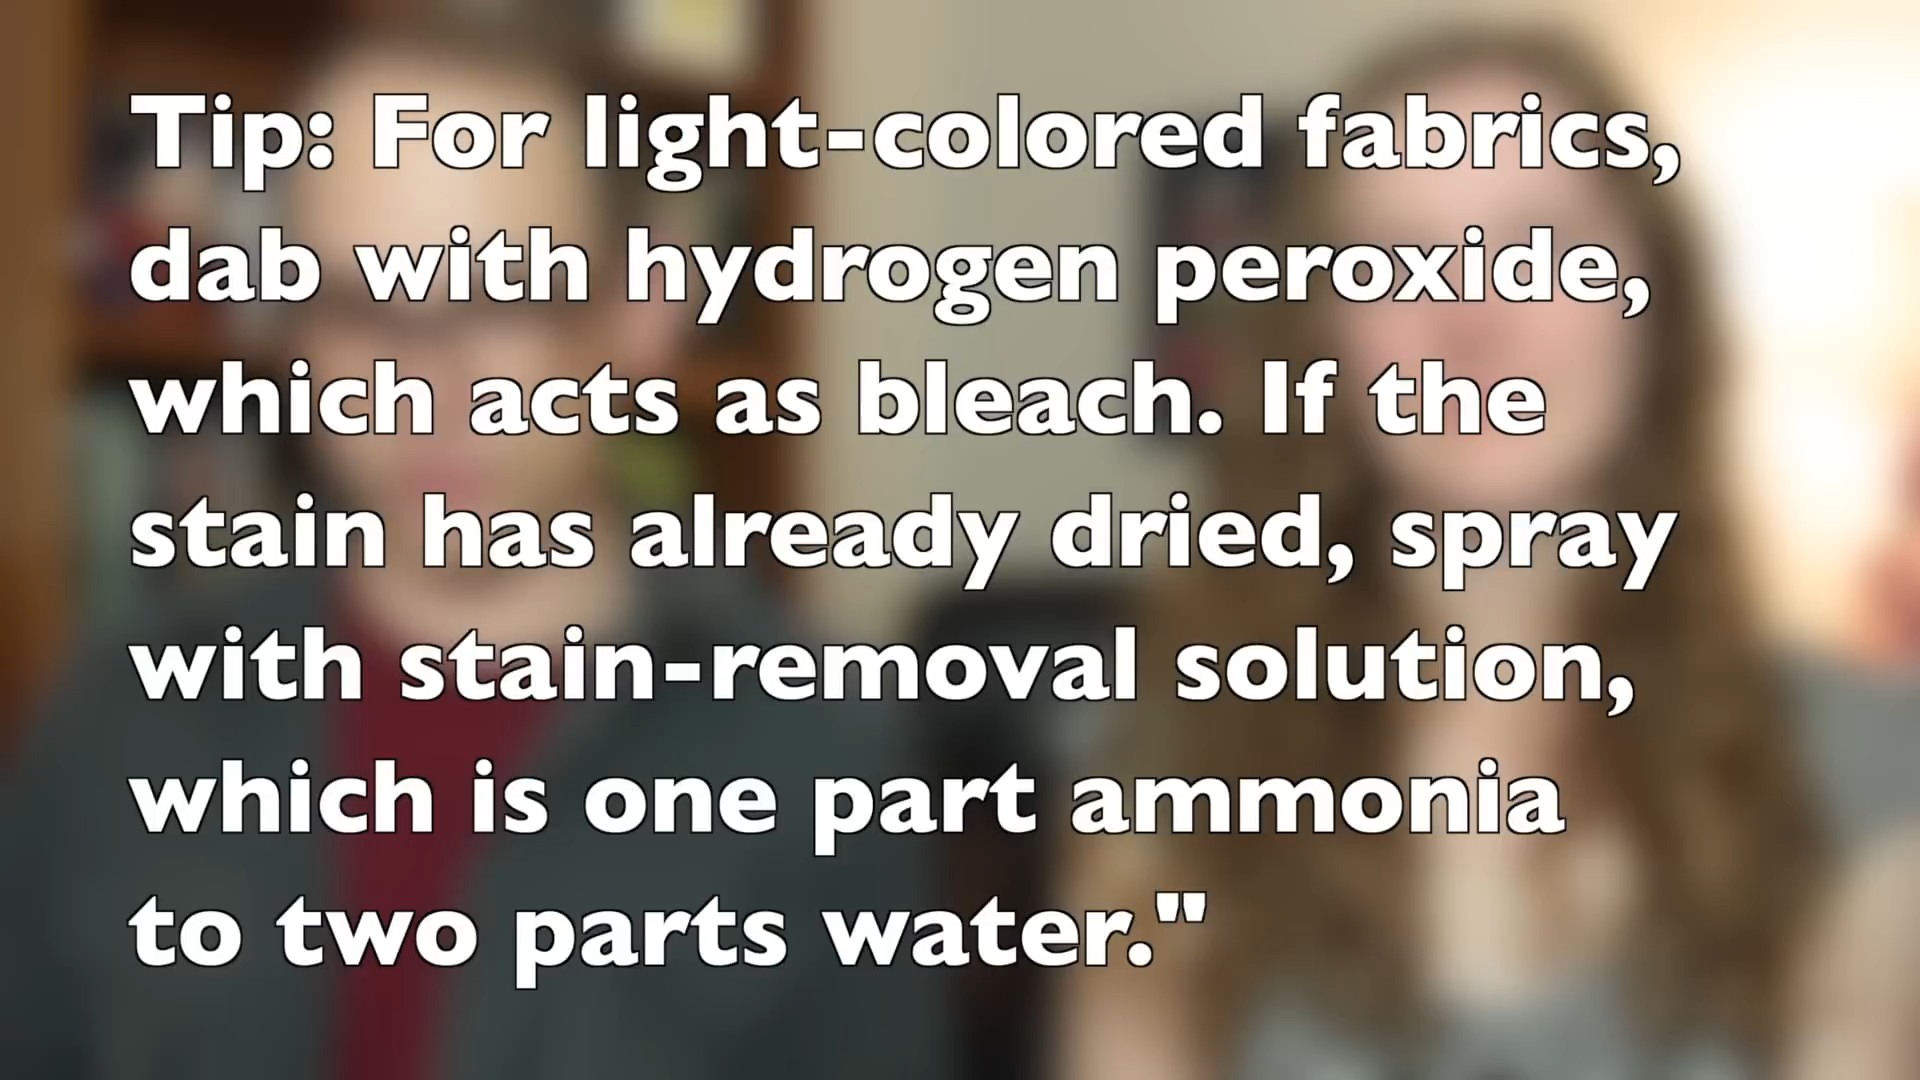 Tip: For light-colored fabrics,
dab with hydrogen peroxide,
which acts as bleach. If the
stain has already dried, spray
with stain-removal solution,
which is one part ammonia
to two parts water."